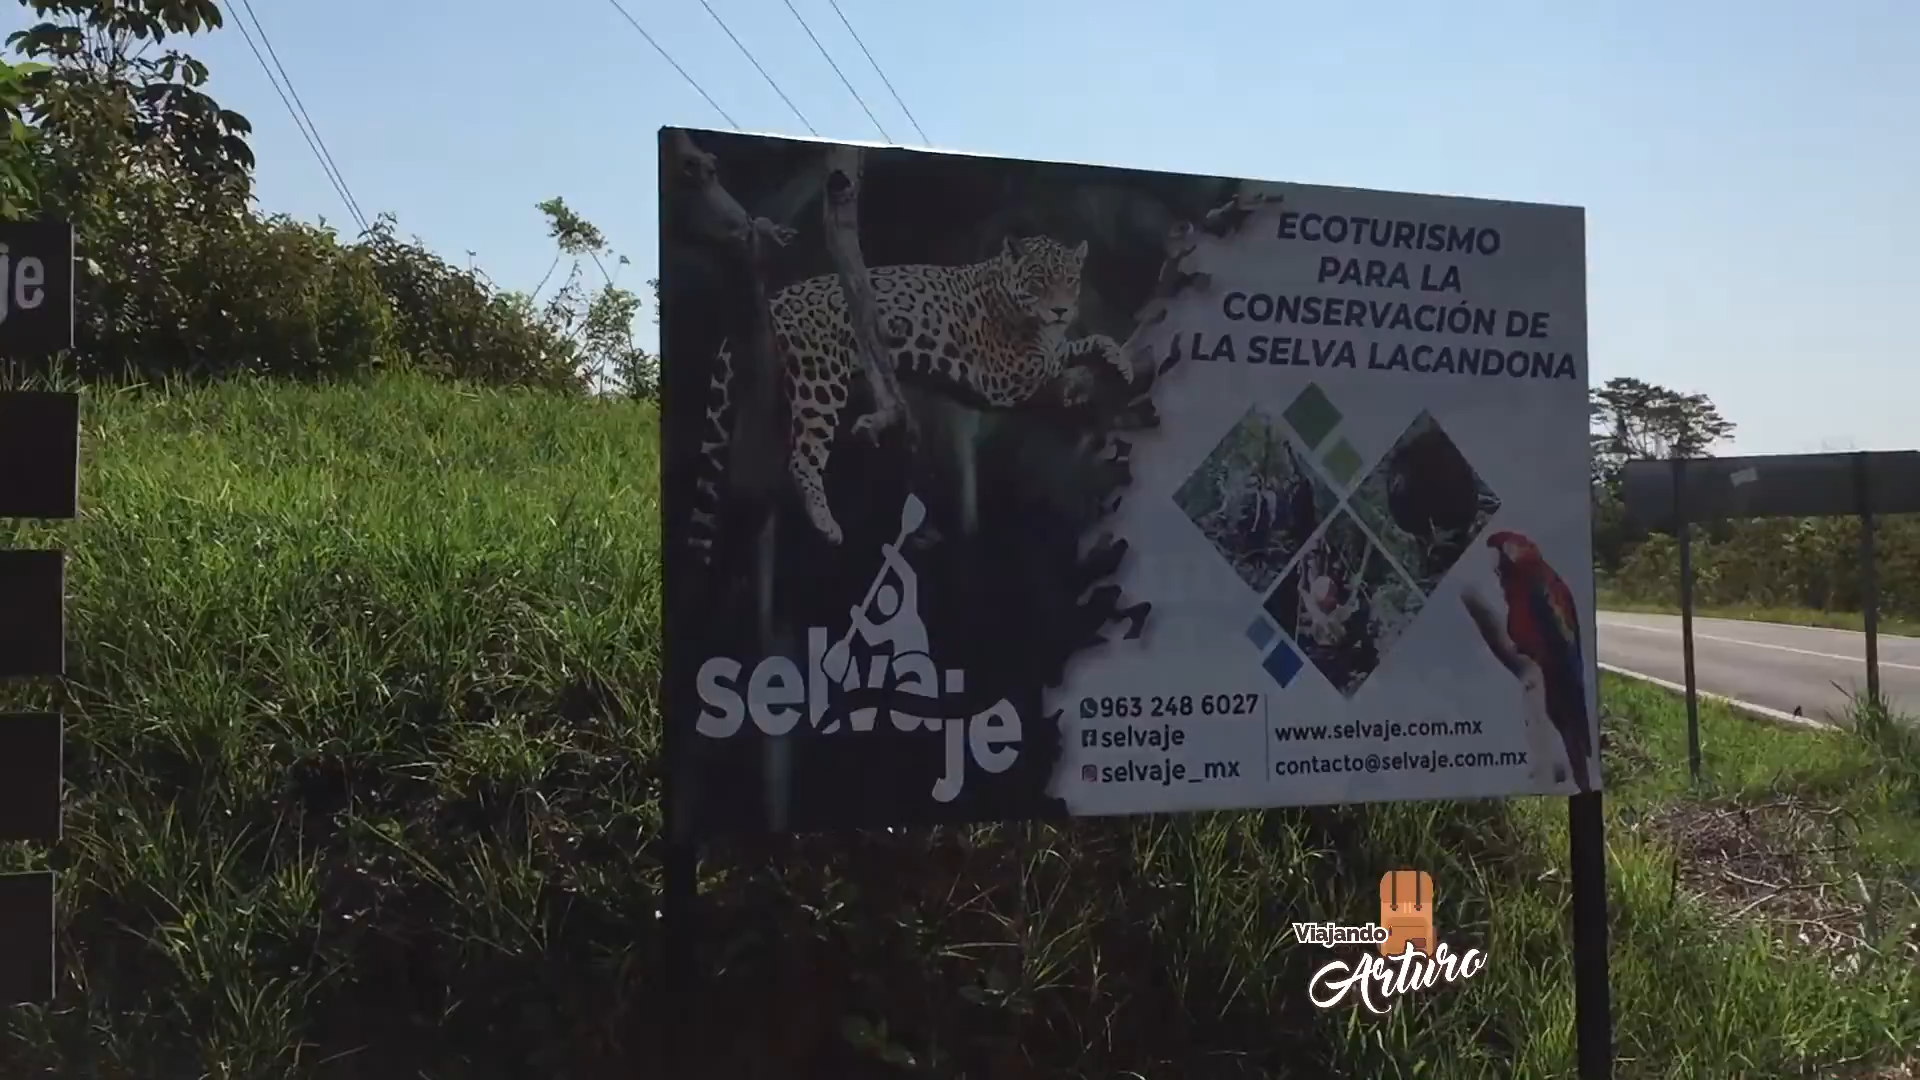 je
ECOTURISMO
PARA LA
CONSERVACIÓN DE
LA SELVA LACANDONA
selvaje
963 248 6027
selvaje
selvaje_mx
www.selvaje.com.mx
contacto@selvaje.com.mx
Viajando
Arturo